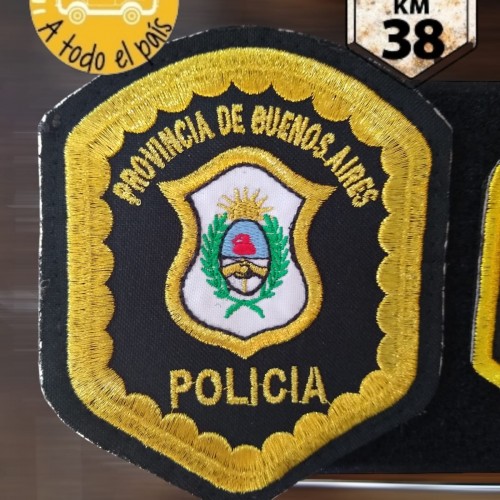 A todo el país
KM
38
PROVINCIA DE BUENOS AIRES
POLICIA